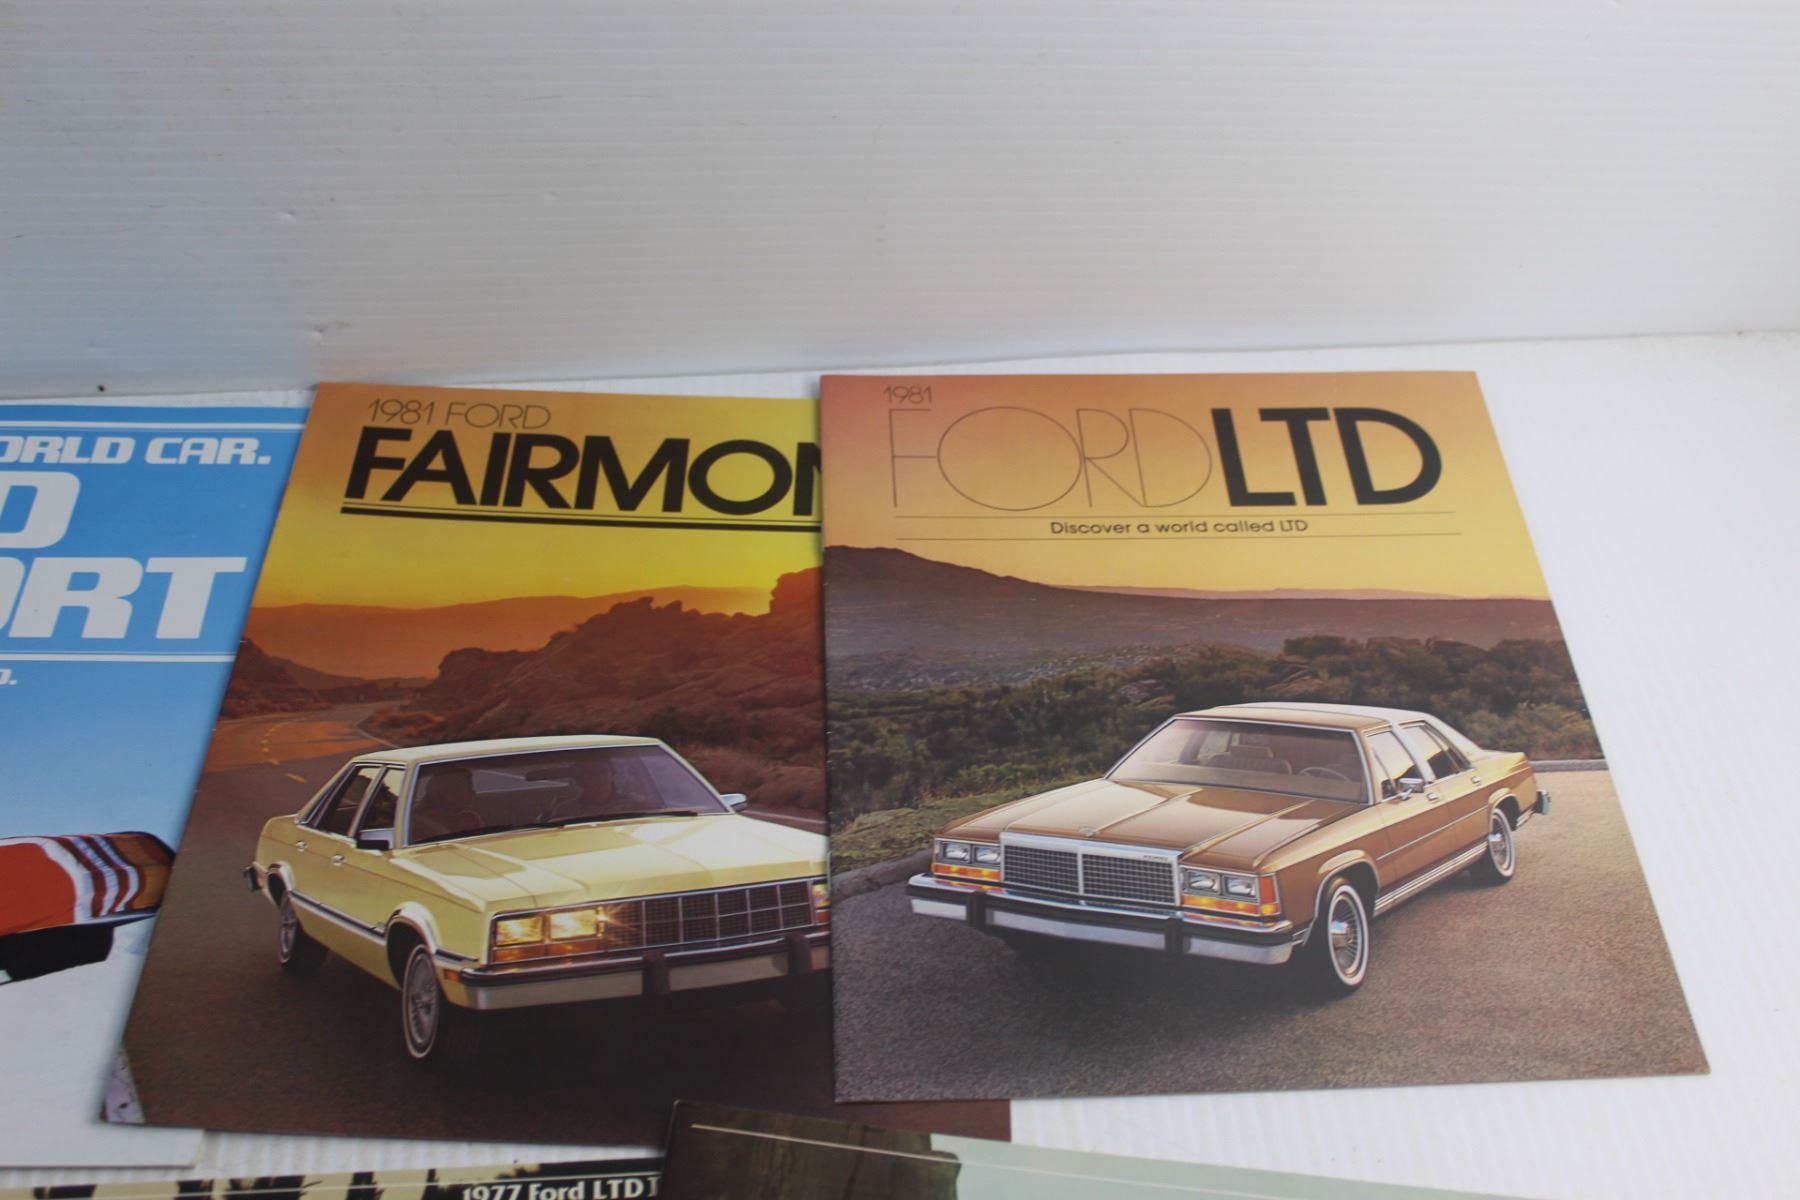 ORLD CAR.
D
ORT
1981 FORD
FAIRMON
1981
FORD LTD
Discover a world called LTD
1977 Ford LTD